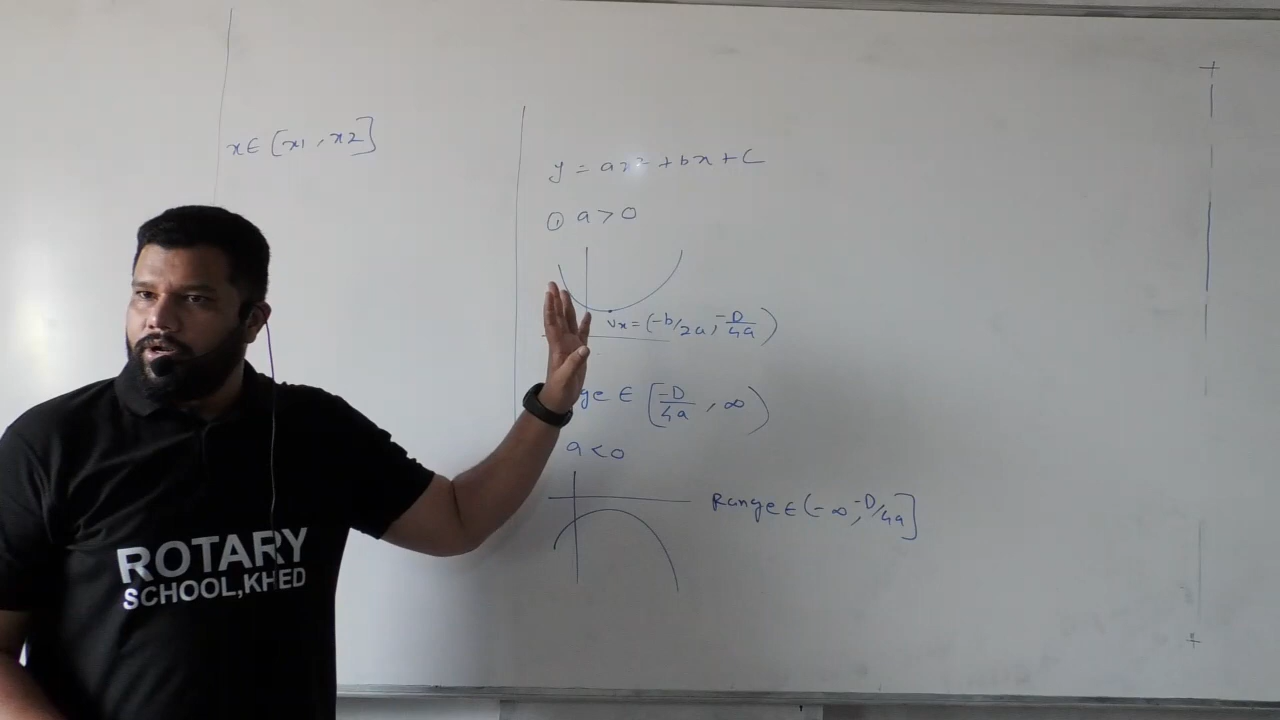 x ∈ [x1 , x2]
y = ax² + bx + c
① a > 0
Vx = (-b/2a , -D/4a)
ge ∈ [-D/4a , ∞)
a < 0
Range ∈ (-∞, -D/4a]
ROTARY
SCHOOL,KHED